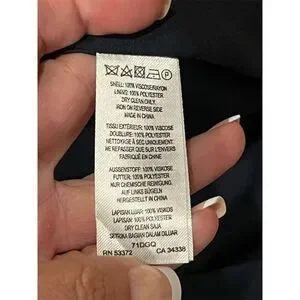 SHELL: 100% VISCOSE/RAYON
LINING: 100% POLYESTER
DRY CLEAN ONLY.
IRON ON REVERSE SIDE
MADE IN CHINA
TISSU EXTÉRIEUR: 100% VISCOSE
DOUBLURE: 100% POLYESTER
NETTOYAGE À SEC UNIQUEMENT.
NE REPASSER QUE SUR L'ENVERS
FABRIQUÉ EN CHINE
AUSSENSTOFF: 100% VISKOSE
FUTTER: 100% POLYESTER
NUR CHEMISCHE REINIGUNG.
AUF LINKS BÜGELN
HERGESTELLT IN CHINA
LAPISAN LUAR: 100% VISKOS
LAPISAN: 100% POLYESTER
DRY CLEAN SAJA
SETRIKA BAGIAN DALAM DILUAR
71DGQ
RN 53372 CA 34338